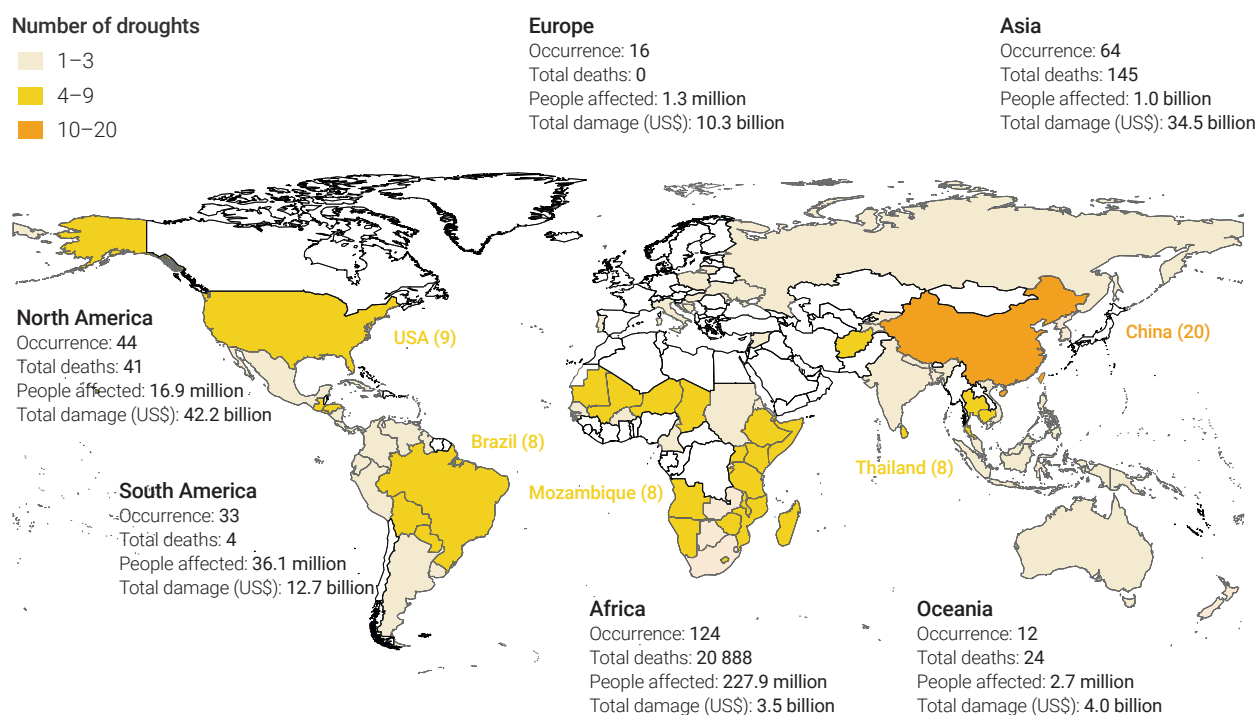 Number of droughts
1–3
4–9
10–20
Europe
Occurrence: 16
Total deaths: 0
People affected: 1.3 million
Total damage (US$): 10.3 billion
Asia
Occurrence: 64
Total deaths: 145
People affected: 1.0 billion
Total damage (US$): 34.5 billion
North America
Occurrence: 44
Total deaths: 41
People affected: 16.9 million
Total damage (US$): 42.2 billion
USA (9)
China (20)
Brazil (8)
Thailand (8)
Mozambique (8)
South America
Occurrence: 33
Total deaths: 4
People affected: 36.1 million
Total damage (US$): 12.7 billion
Africa
Occurrence: 124
Total deaths: 20 888
People affected: 227.9 million
Total damage (US$): 3.5 billion
Oceania
Occurrence: 12
Total deaths: 24
People affected: 2.7 million
Total damage (US$): 4.0 billion